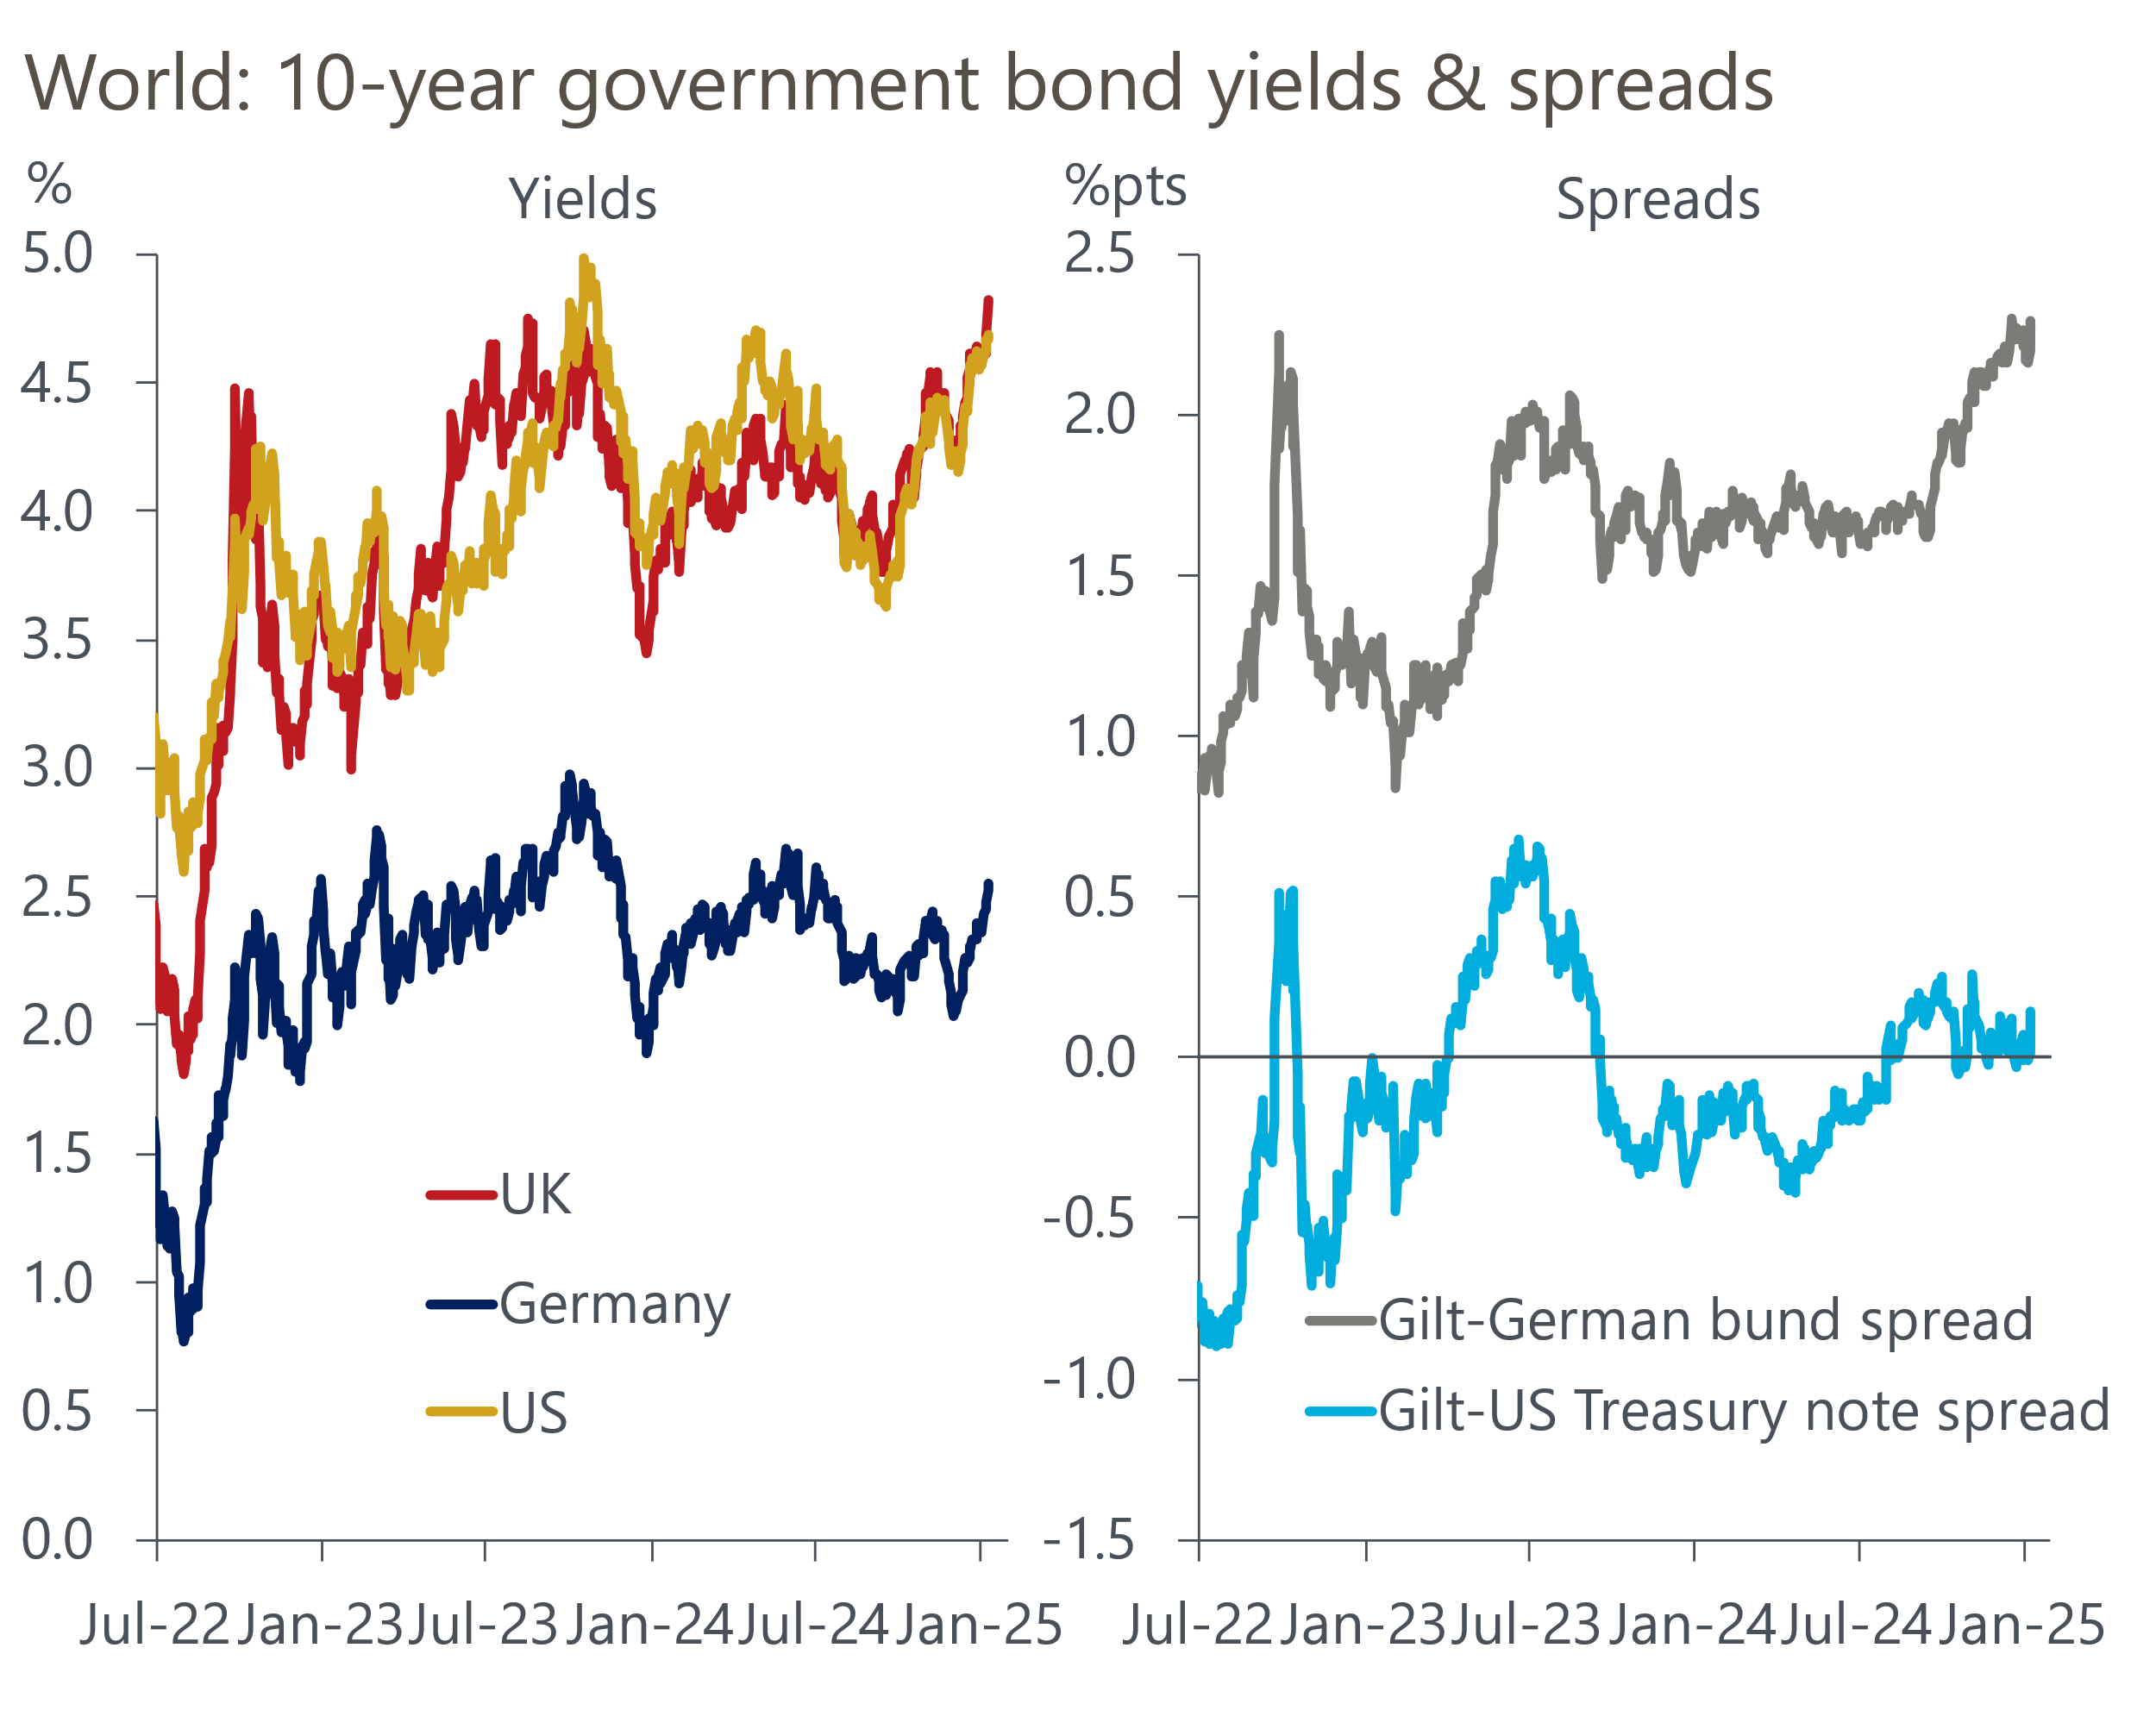 World: 10-year government bond yields & spreads
% Yields
5.0
4.5
4.0
3.5
3.0
2.5
2.0
1.5
1.0
0.5
0.0
UK
Germany
US
Jul-22 Jan-23 Jul-23 Jan-24 Jul-24 Jan-25
%pts Spreads
2.5
2.0
1.5
1.0
0.5
0.0
-0.5
-1.0
-1.5
Gilt-German bund spread
Gilt-US Treasury note spread
Jul-22 Jan-23 Jul-23 Jan-24 Jul-24 Jan-25